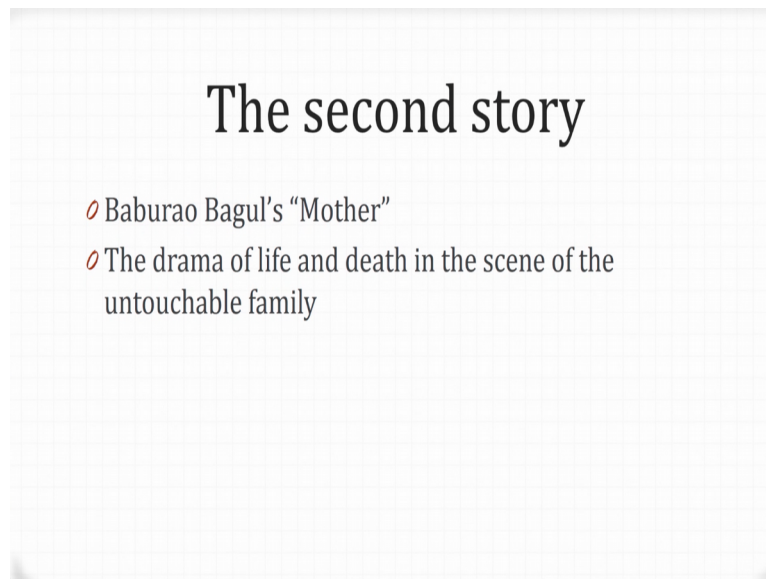 The second story
Baburao Bagul’s “Mother”
The drama of life and death in the scene of the
untouchable family